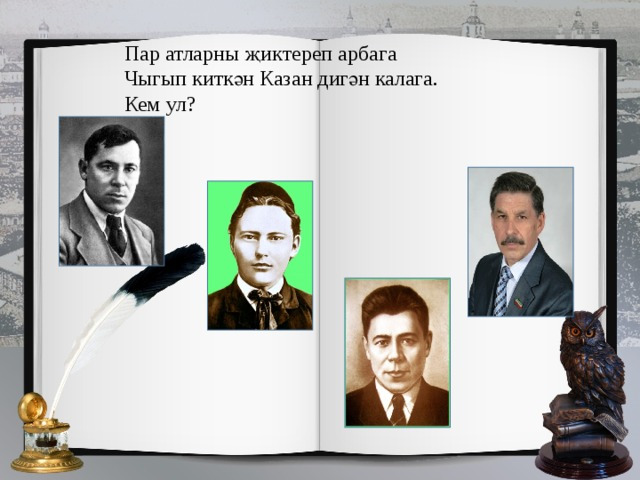 Пар атларны җиктереп арбага
Чыгып киткән Казан дигән калага.
Кем ул?